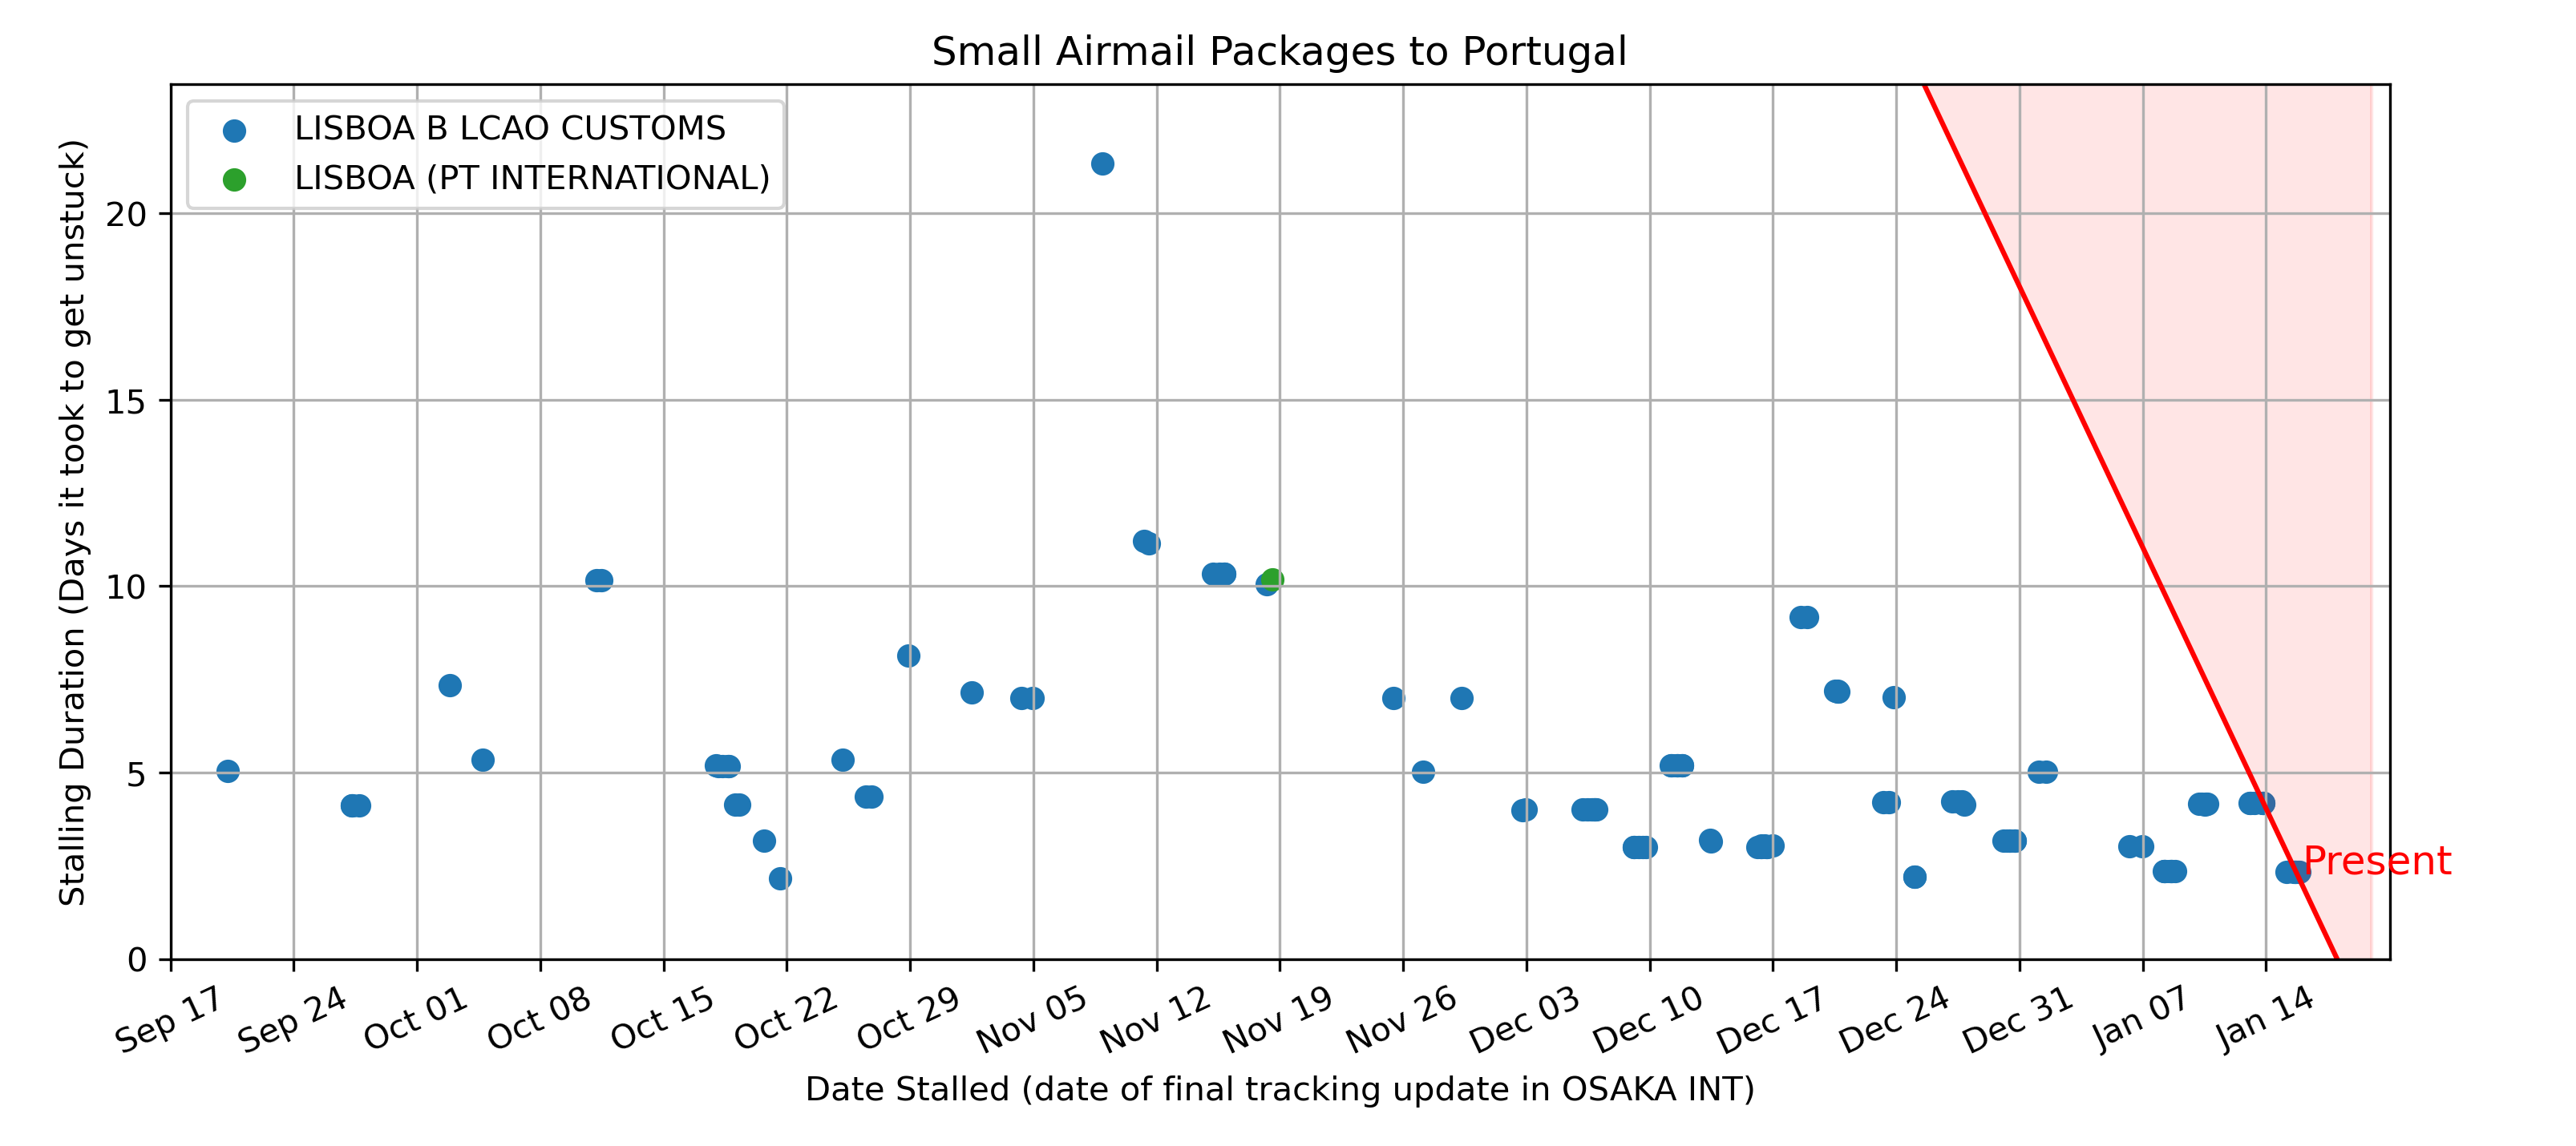 Small Airmail Packages to Portugal
LISBOA B LCAO CUSTOMS
LISBOA (PT INTERNATIONAL)
Stalling Duration (Days it took to get unstuck)
20
15
10
5
0
Present
Sep 17 Sep 24 Oct 01 Oct 08 Oct 15 Oct 22 Oct 29 Nov 05 Nov 12 Nov 19 Nov 26 Dec 03 Dec 10 Dec 17 Dec 24 Dec 31 Jan 07 Jan 14
Date Stalled (date of final tracking update in OSAKA INT)